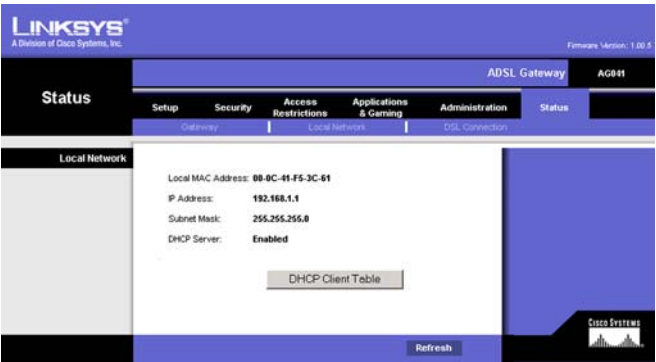 LINKSYS®
A Division of Cisco Systems, Inc.
Firmware Version: 1.00.5
ADSL Gateway AG041
Status
Setup Security Access Restrictions Applications & Gaming Administration Status
Gateway Local Network DSL Connection
Local Network
Local MAC Address: 00-0C-41-F5-3C-61
IP Address: 192.168.1.1
Subnet Mask: 255.255.255.0
DHCP Server: Enabled
DHCP Client Table
Refresh
CISCO SYSTEMS